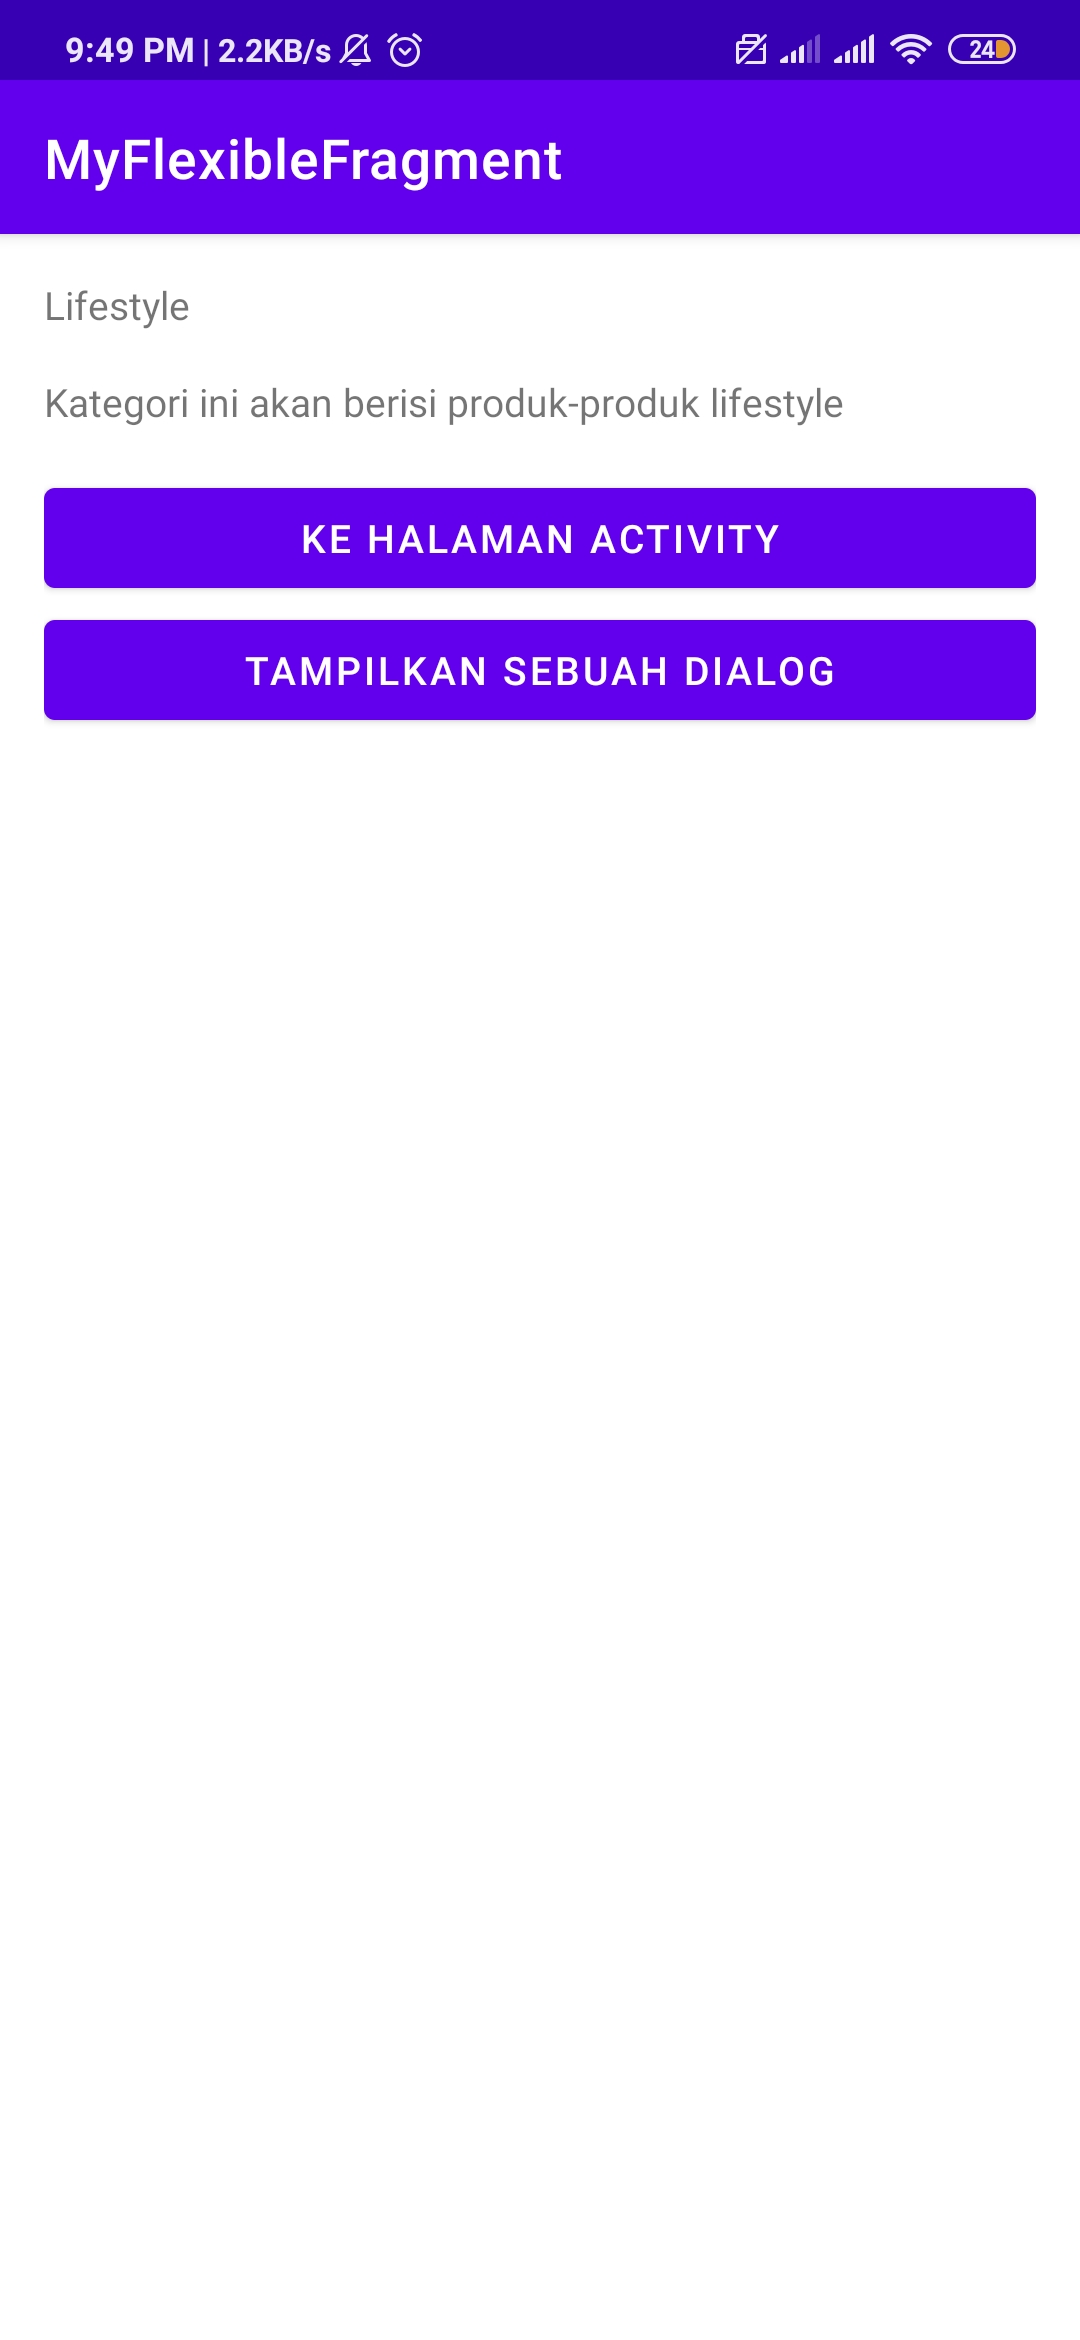 9:49 PM | 2.2KB/s
24
MyFlexibleFragment
Lifestyle
Kategori ini akan berisi produk-produk lifestyle
KE HALAMAN ACTIVITY
TAMPILKAN SEBUAH DIALOG